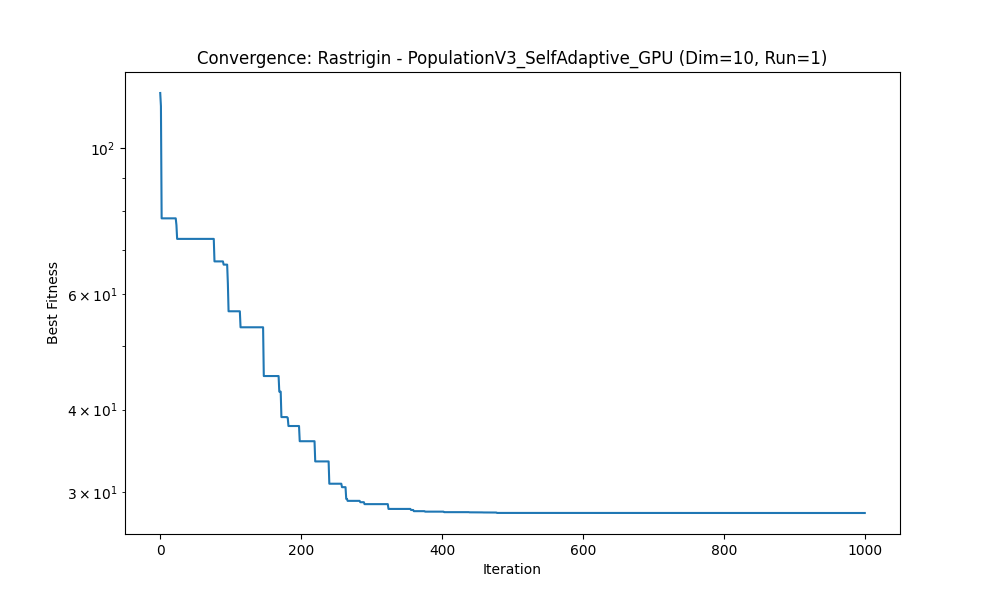 Convergence: Rastrigin - PopulationV3_SelfAdaptive_GPU (Dim=10, Run=1)
10²
6 × 10¹
4 × 10¹
3 × 10¹
Best Fitness
0 200 400 600 800 1000
Iteration